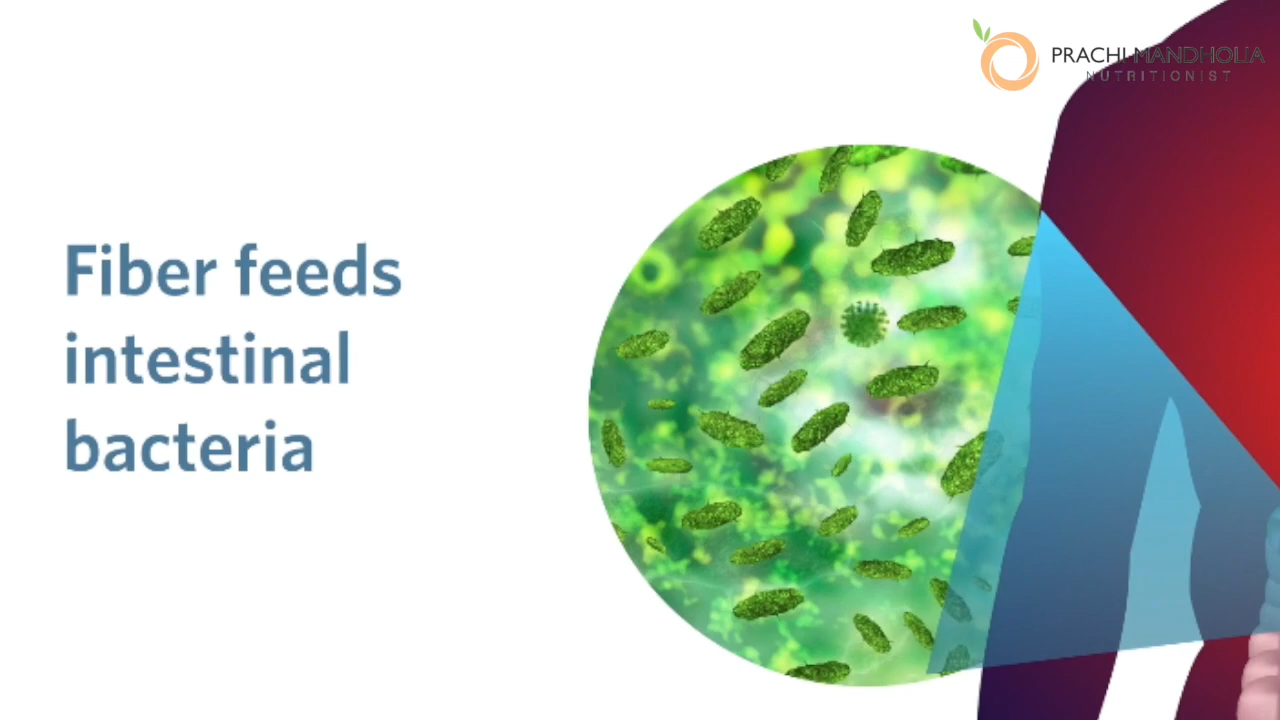 PRACHI MANDHOLIA
NUTRITIONIST
Fiber feeds
intestinal
bacteria